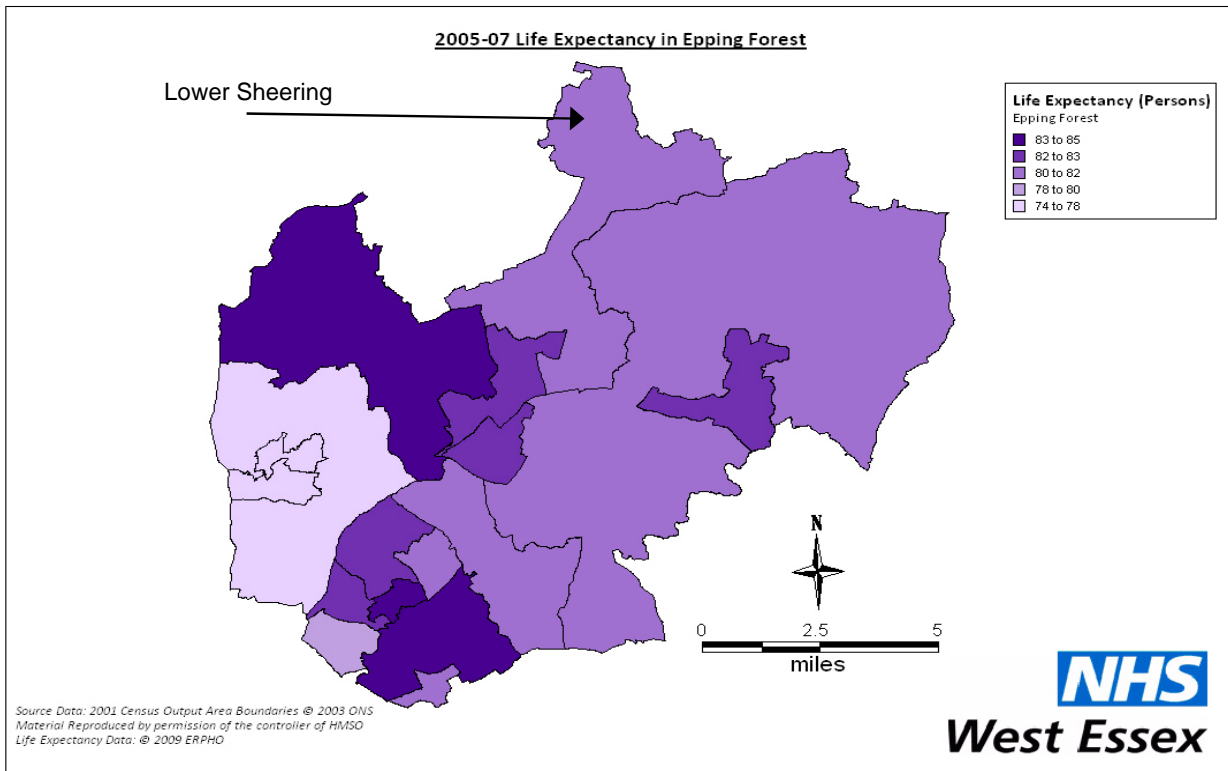 2005-07 Life Expectancy in Epping Forest
Lower Sheering
Life Expectancy (Persons)
Epping Forest
83 to 85
82 to 83
80 to 82
78 to 80
74 to 78
N
0 2.5 5
miles
NHS
West Essex
Source Data: 2001 Census Output Area Boundaries © 2003 ONS
Material Reproduced by permission of the controller of HMSO
Life Expectancy Data: © 2009 ERPHO